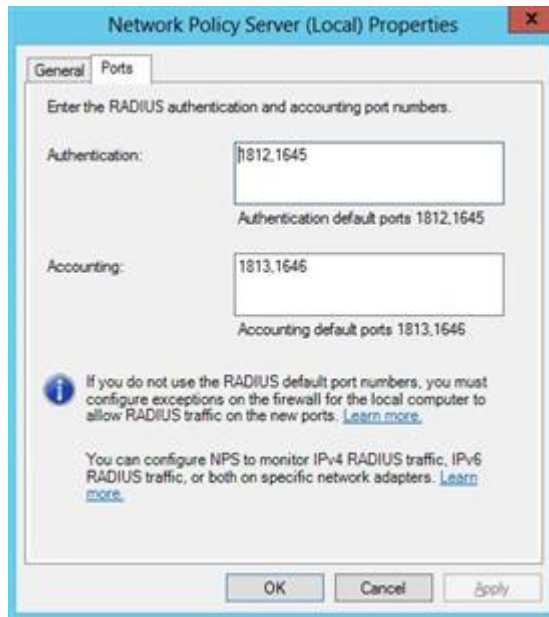 Network Policy Server (Local) Properties
x
General Ports
Enter the RADIUS authentication and accounting port numbers.
Authentication: 1812,1645
Authentication default ports 1812,1645
Accounting: 1813,1646
Accounting default ports 1813,1646
If you do not use the RADIUS default port numbers, you must
configure exceptions on the firewall for the local computer to
allow RADIUS traffic on the new ports. Learn more.
You can configure NPS to monitor IPv4 RADIUS traffic, IPv6
RADIUS traffic, or both on specific network adapters. Learn
more.
OK Cancel Apply